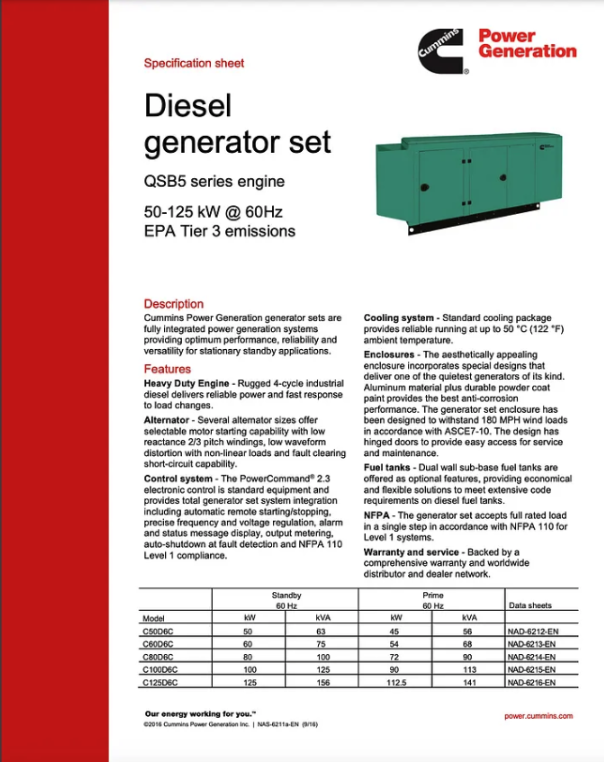 Cummins
Power
Generation
Specification sheet
Diesel
generator set
QSB5 series engine
50-125 kW @ 60Hz
EPA Tier 3 emissions
Description
Cummins Power Generation generator sets are
fully integrated power generation systems
providing optimum performance, reliability and
versatility for stationary standby applications.
Features
Heavy Duty Engine - Rugged 4-cycle industrial
diesel delivers reliable power and fast response
to load changes.
Alternator - Several alternator sizes offer
selectable motor starting capability with low
reactance 2/3 pitch windings, low waveform
distortion with non-linear loads and fault clearing
short-circuit capability.
Control system - The PowerCommand® 2.3
electronic control is standard equipment and
provides total generator set system integration
including automatic remote starting/stopping,
precise frequency and voltage regulation, alarm
and status message display, output metering,
auto-shutdown at fault detection and NFPA 110
Level 1 compliance.
Cooling system - Standard cooling package
provides reliable running at up to 50 °C (122 °F)
ambient temperature.
Enclosures - The aesthetically appealing
enclosure incorporates special designs that
deliver one of the quietest generators of its kind.
Aluminum material plus durable powder coat
paint provides the best anti-corrosion
performance. The generator set enclosure has
been designed to withstand 180 MPH wind loads
in accordance with ASCE7-10. The design has
hinged doors to provide easy access for service
and maintenance.
Fuel tanks - Dual wall sub-base fuel tanks are
offered as optional features, providing economical
and flexible solutions to meet extensive code
requirements on diesel fuel tanks.
NFPA - The generator set accepts full rated load
in a single step in accordance with NFPA 110 for
Level 1 systems.
Warranty and service - Backed by a
comprehensive warranty and worldwide
distributor and dealer network.
Standby Prime
60 Hz 60 Hz Data sheets
Model kW kVA kW kVA
C50D6C 50 63 45 56 NAD-6212-EN
C60D6C 60 75 54 68 NAD-6213-EN
C80D6C 80 100 72 90 NAD-6214-EN
C100D6C 100 125 90 113 NAD-6215-EN
C125D6C 125 156 112.5 141 NAD-6216-EN
Our energy working for you.™
©2016 Cummins Power Generation Inc. | NAS-6211a-EN (9/16)
power.cummins.com